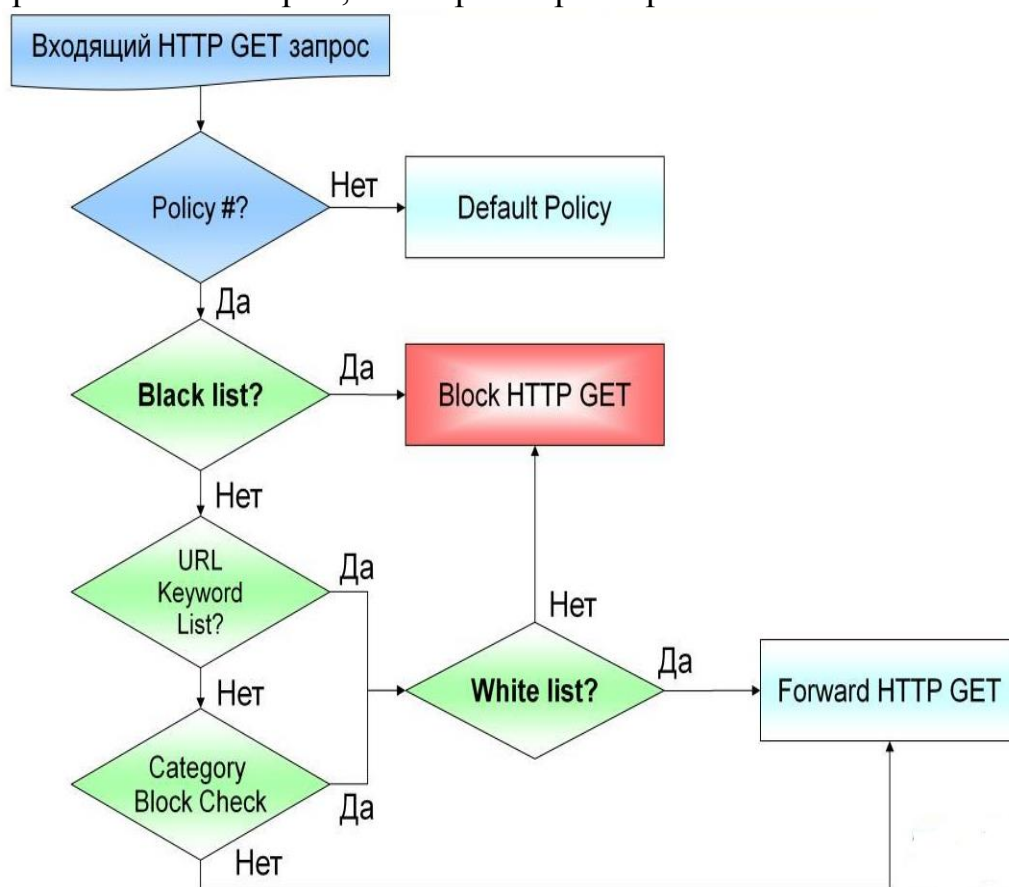 Входящий HTTP GET запрос
Policy #?
Нет
Default Policy
Да
Black list?
Да
Block HTTP GET
Нет
URL
Keyword
List?
Да
Нет
White list?
Да
Forward HTTP GET
Нет
Category
Block Check
Да
Нет